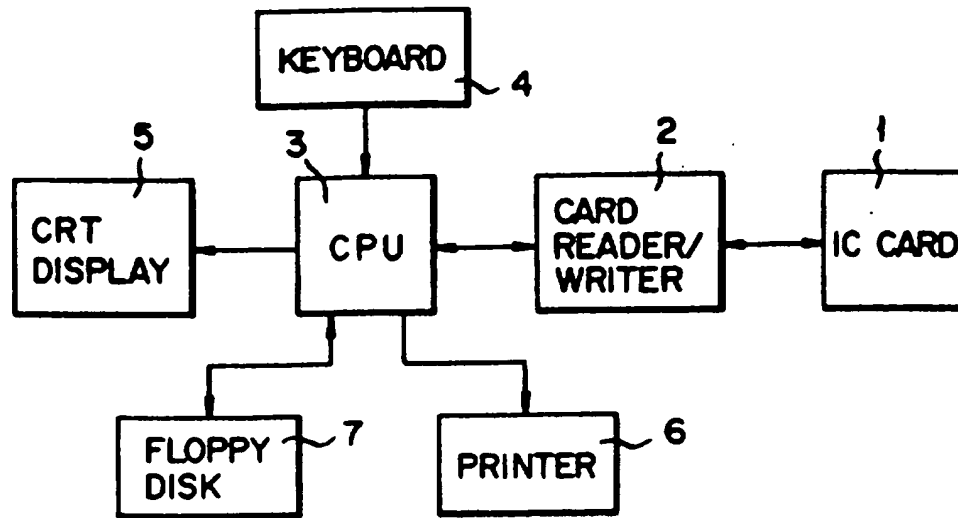 KEYBOARD
4
5
3
2
1
CRT
DISPLAY
CPU
CARD
READER/
WRITER
IC CARD
FLOPPY
DISK
7
PRINTER
6